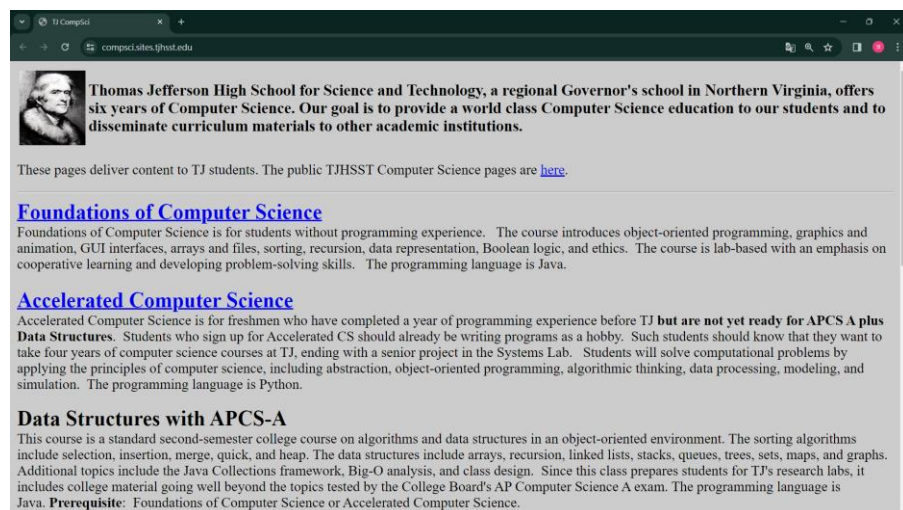 TJ CompSci
compsci.sites.tjhsst.edu
Thomas Jefferson High School for Science and Technology, a regional Governor's school in Northern Virginia, offers
six years of Computer Science. Our goal is to provide a world class Computer Science education to our students and to
disseminate curriculum materials to other academic institutions.
These pages deliver content to TJ students. The public TJHSST Computer Science pages are here.
Foundations of Computer Science
Foundations of Computer Science is for students without programming experience. The course introduces object-oriented programming, graphics and
animation, GUI interfaces, arrays and files, sorting, recursion, data representation, Boolean logic, and ethics. The course is lab-based with an emphasis on
cooperative learning and developing problem-solving skills. The programming language is Java.
Accelerated Computer Science
Accelerated Computer Science is for freshmen who have completed a year of programming experience before TJ but are not yet ready for APCS A plus
Data Structures. Students who sign up for Accelerated CS should already be writing programs as a hobby. Such students should know that they want to
take four years of computer science courses at TJ, ending with a senior project in the Systems Lab. Students will solve computational problems by
applying the principles of computer science, including abstraction, object-oriented programming, algorithmic thinking, data processing, modeling, and
simulation. The programming language is Python.
Data Structures with APCS-A
This course is a standard second-semester college course on algorithms and data structures in an object-oriented environment. The sorting algorithms
include selection, insertion, merge, quick, and heap. The data structures include arrays, recursion, linked lists, stacks, queues, trees, sets, maps, and graphs.
Additional topics include the Java Collections framework, Big-O analysis, and class design. Since this class prepares students for TJ's research labs, it
includes college material going well beyond the topics tested by the College Board's AP Computer Science A exam. The programming language is
Java. Prerequisite: Foundations of Computer Science or Accelerated Computer Science.